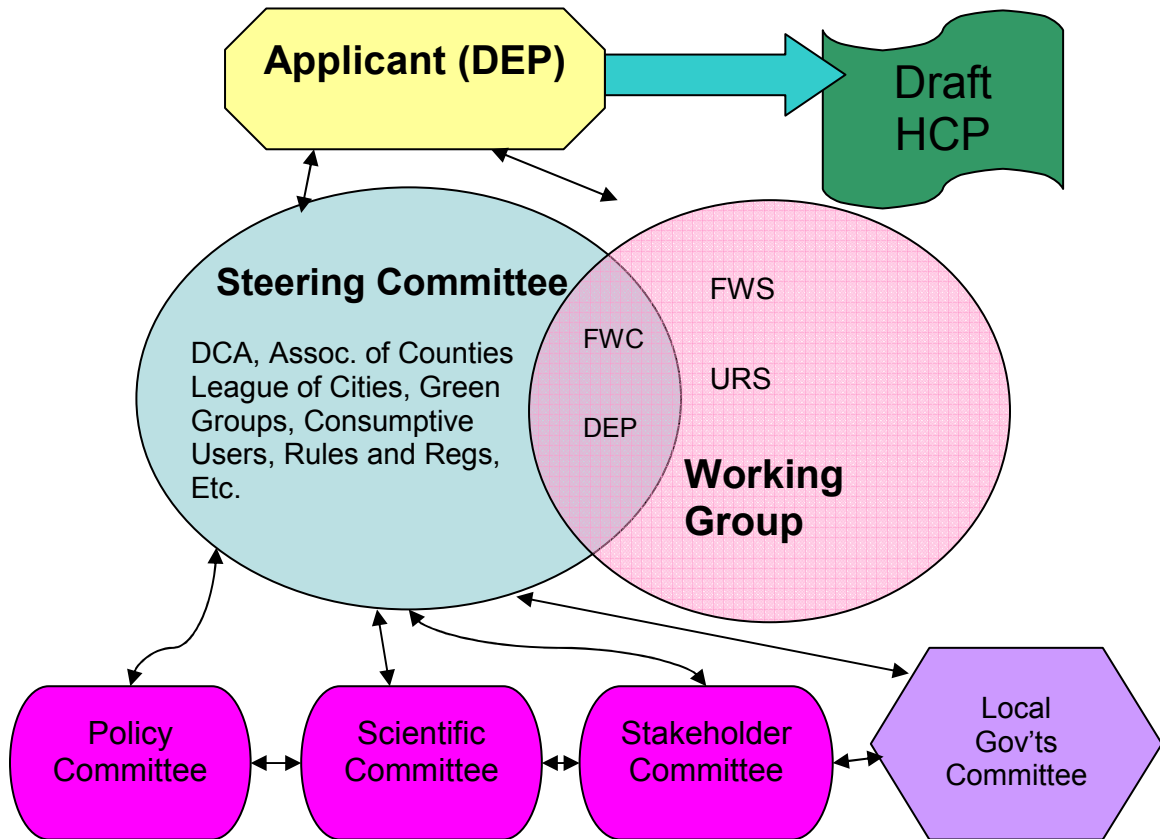 Applicant (DEP)
Draft
HCP
Steering Committee
DCA, Assoc. of Counties
League of Cities, Green
Groups, Consumptive
Users, Rules and Regs,
Etc.
FWC
DEP
FWS
URS
Working
Group
Policy
Committee
Scientific
Committee
Stakeholder
Committee
Local
Gov’ts
Committee